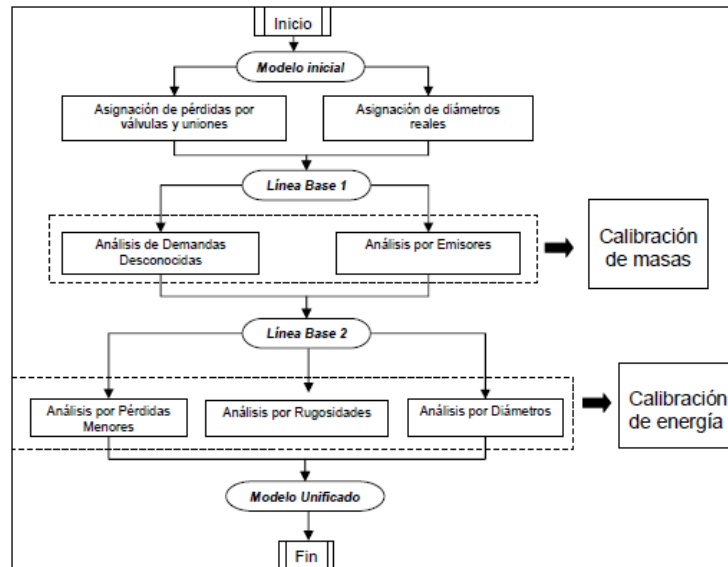 Inicio
Modelo inicial
Asignación de pérdidas por
válvulas y uniones
Asignación de diámetros
reales
Línea Base 1
Análisis de Demandas
Desconocidas
Análisis por Emisores
Calibración
de masas
Línea Base 2
Análisis por Pérdidas
Menores
Análisis por Rugosidades
Análisis por Diámetros
Calibración
de energía
Modelo Unificado
Fin